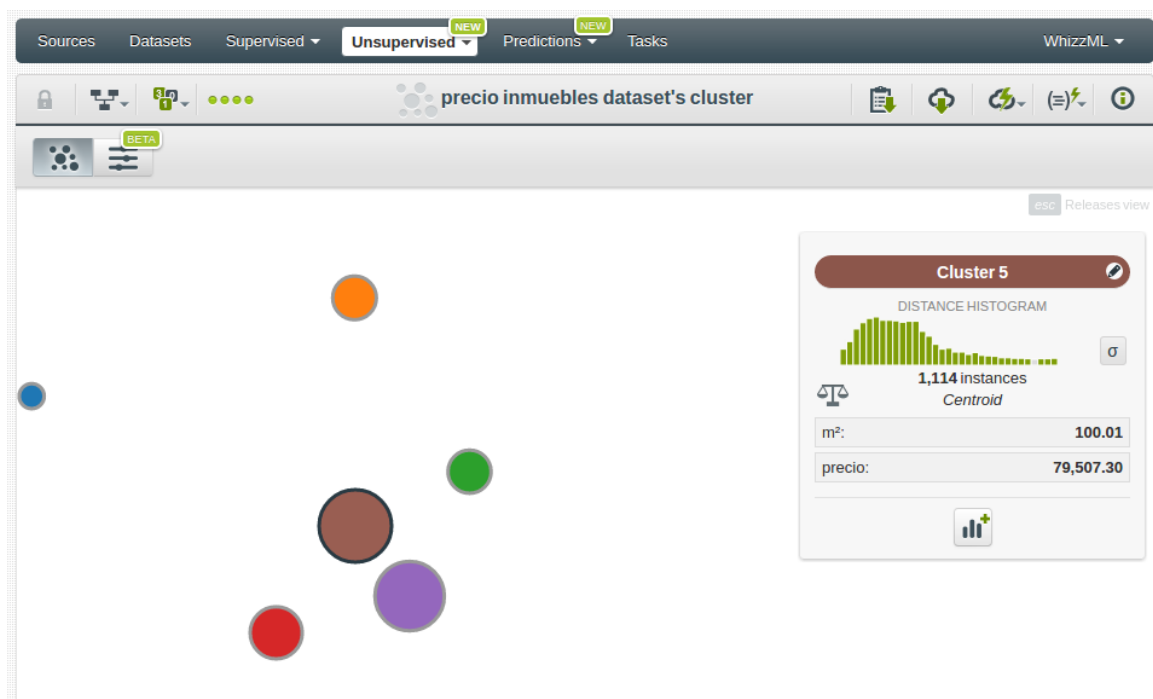 NEW
NEW
Sources Datasets Supervised Unsupervised Predictions Tasks WhizzML
precio inmuebles dataset's cluster
BETA
esc Releases view
Cluster 5
DISTANCE HISTOGRAM
σ
1,114 instances
Centroid
m²: 100.01
precio: 79,507.30